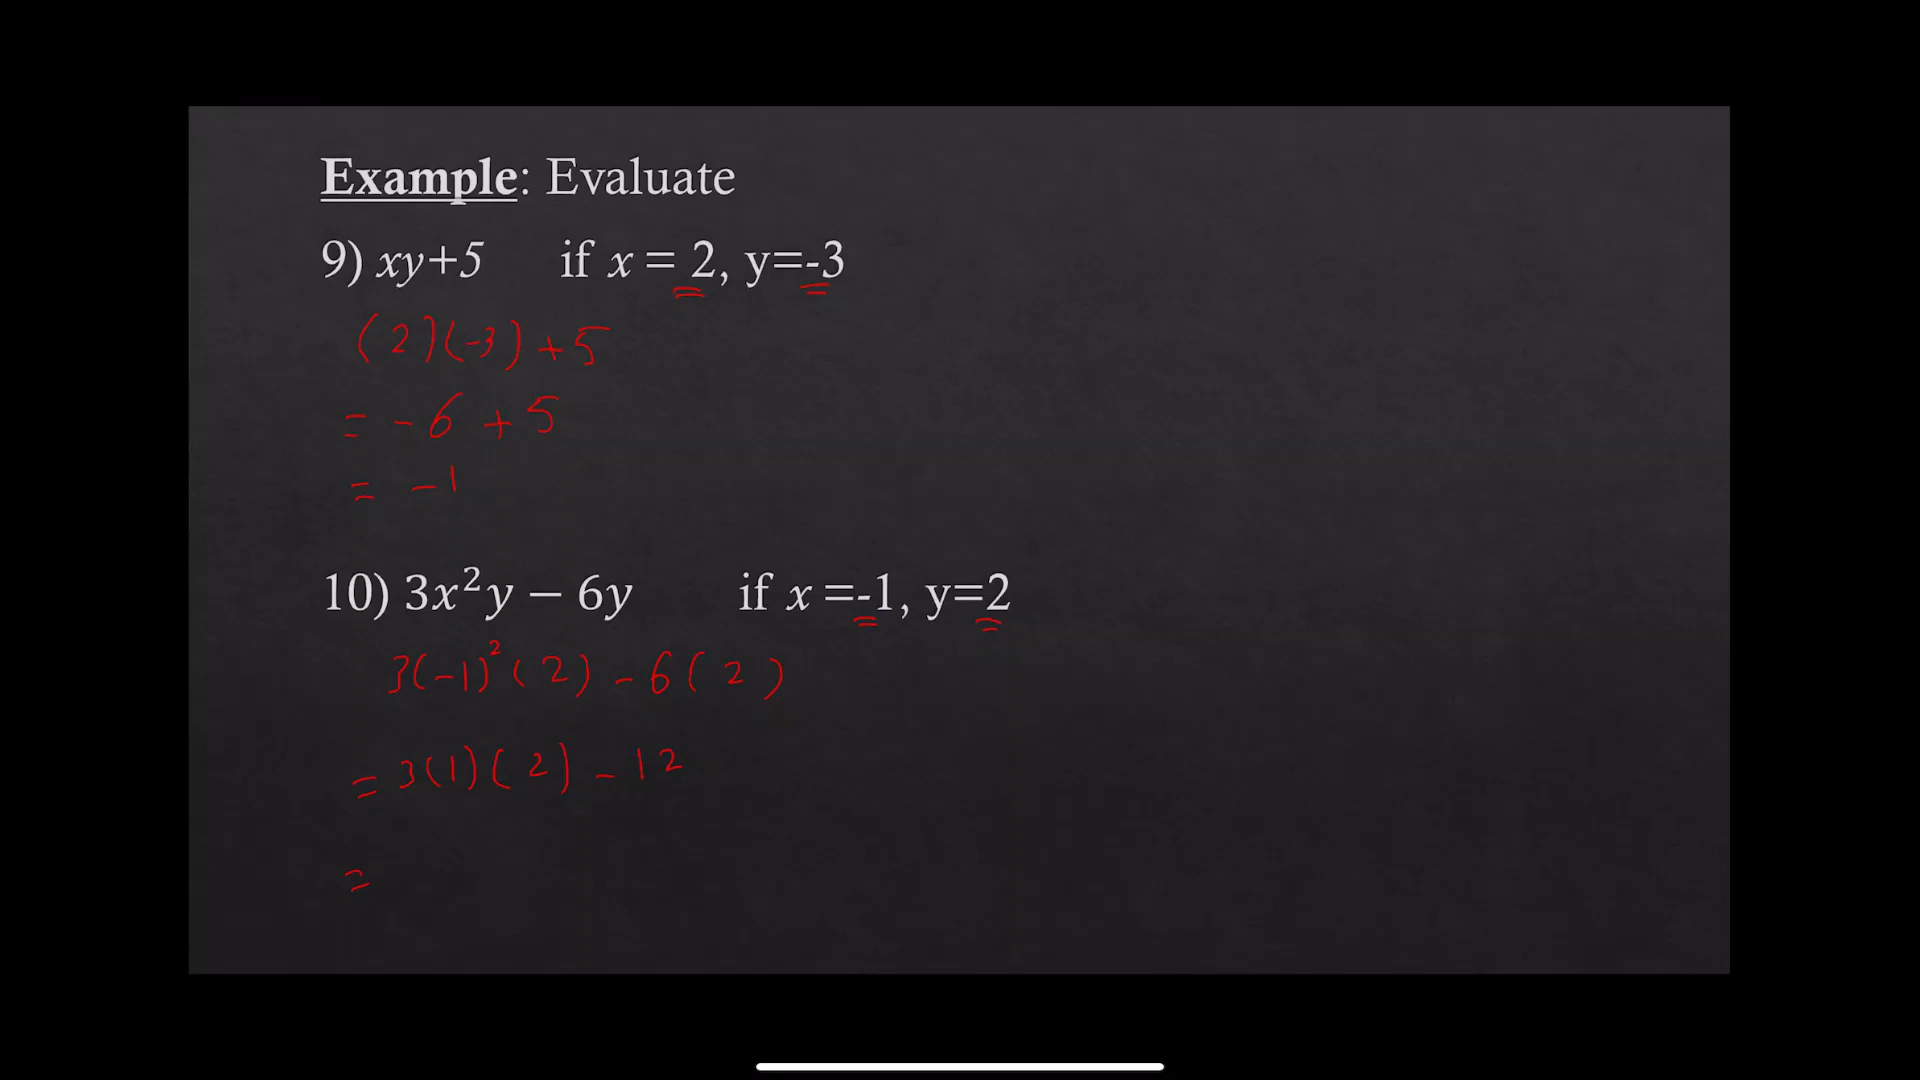 Example: Evaluate
9) xy+5 if x = 2, y=-3
(2)(-3) + 5
= -6 + 5
= -1
10) 3x²y − 6y if x =-1, y=2
3(-1)²(2) - 6(2)
= 3(1)(2) - 12
=